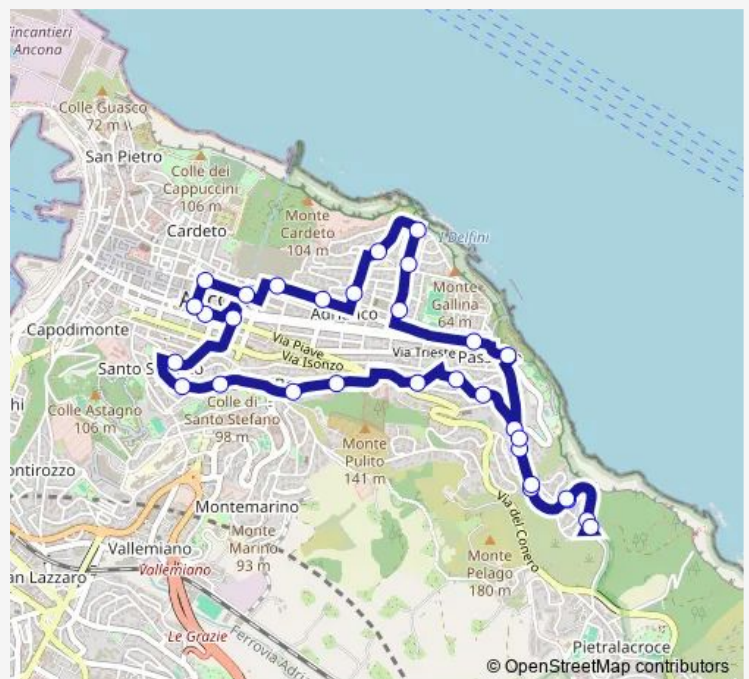 Fincantieri
Ancona
Colle Guasco
72 m
San Pietro
Colle dei
Cappuccini
106 m
Monte
Cardeto
104 m
Cardeto
I Delfini
Monte
Gallina
64 m
Adriatico
Capodimonte
Via Piave
Via Isonzo
Via Trieste
Santo
Colle Astagno
106 m
Colle di
Santo Stefano
98 m
Monte
Pulito
141 m
Montemarino
Via del Conero
Vallemiano
Monte
Marino
93 m
Monte
Pelago
180 m
Vallemiano
an Lazzaro
Le Grazie
Ferrovia Adri
Pietralacroce
© OpenStreetMap contributors